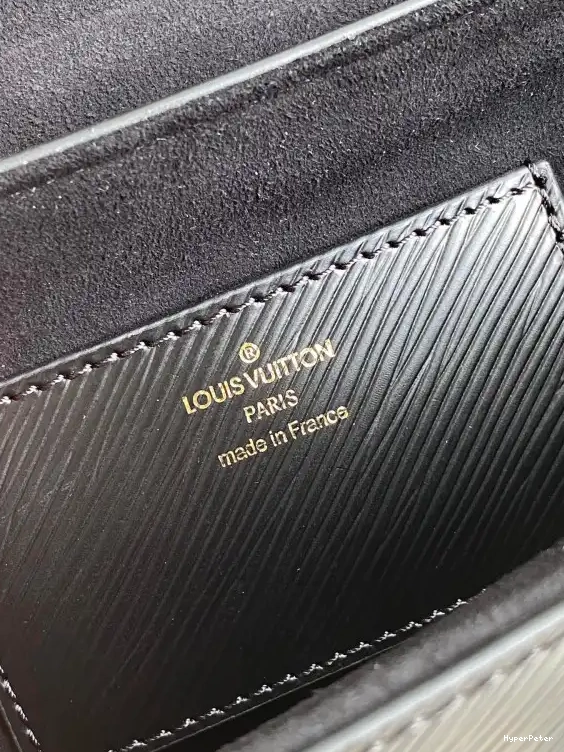 ®
LOUIS VUITTON
PARIS
made in France
HyperPeter